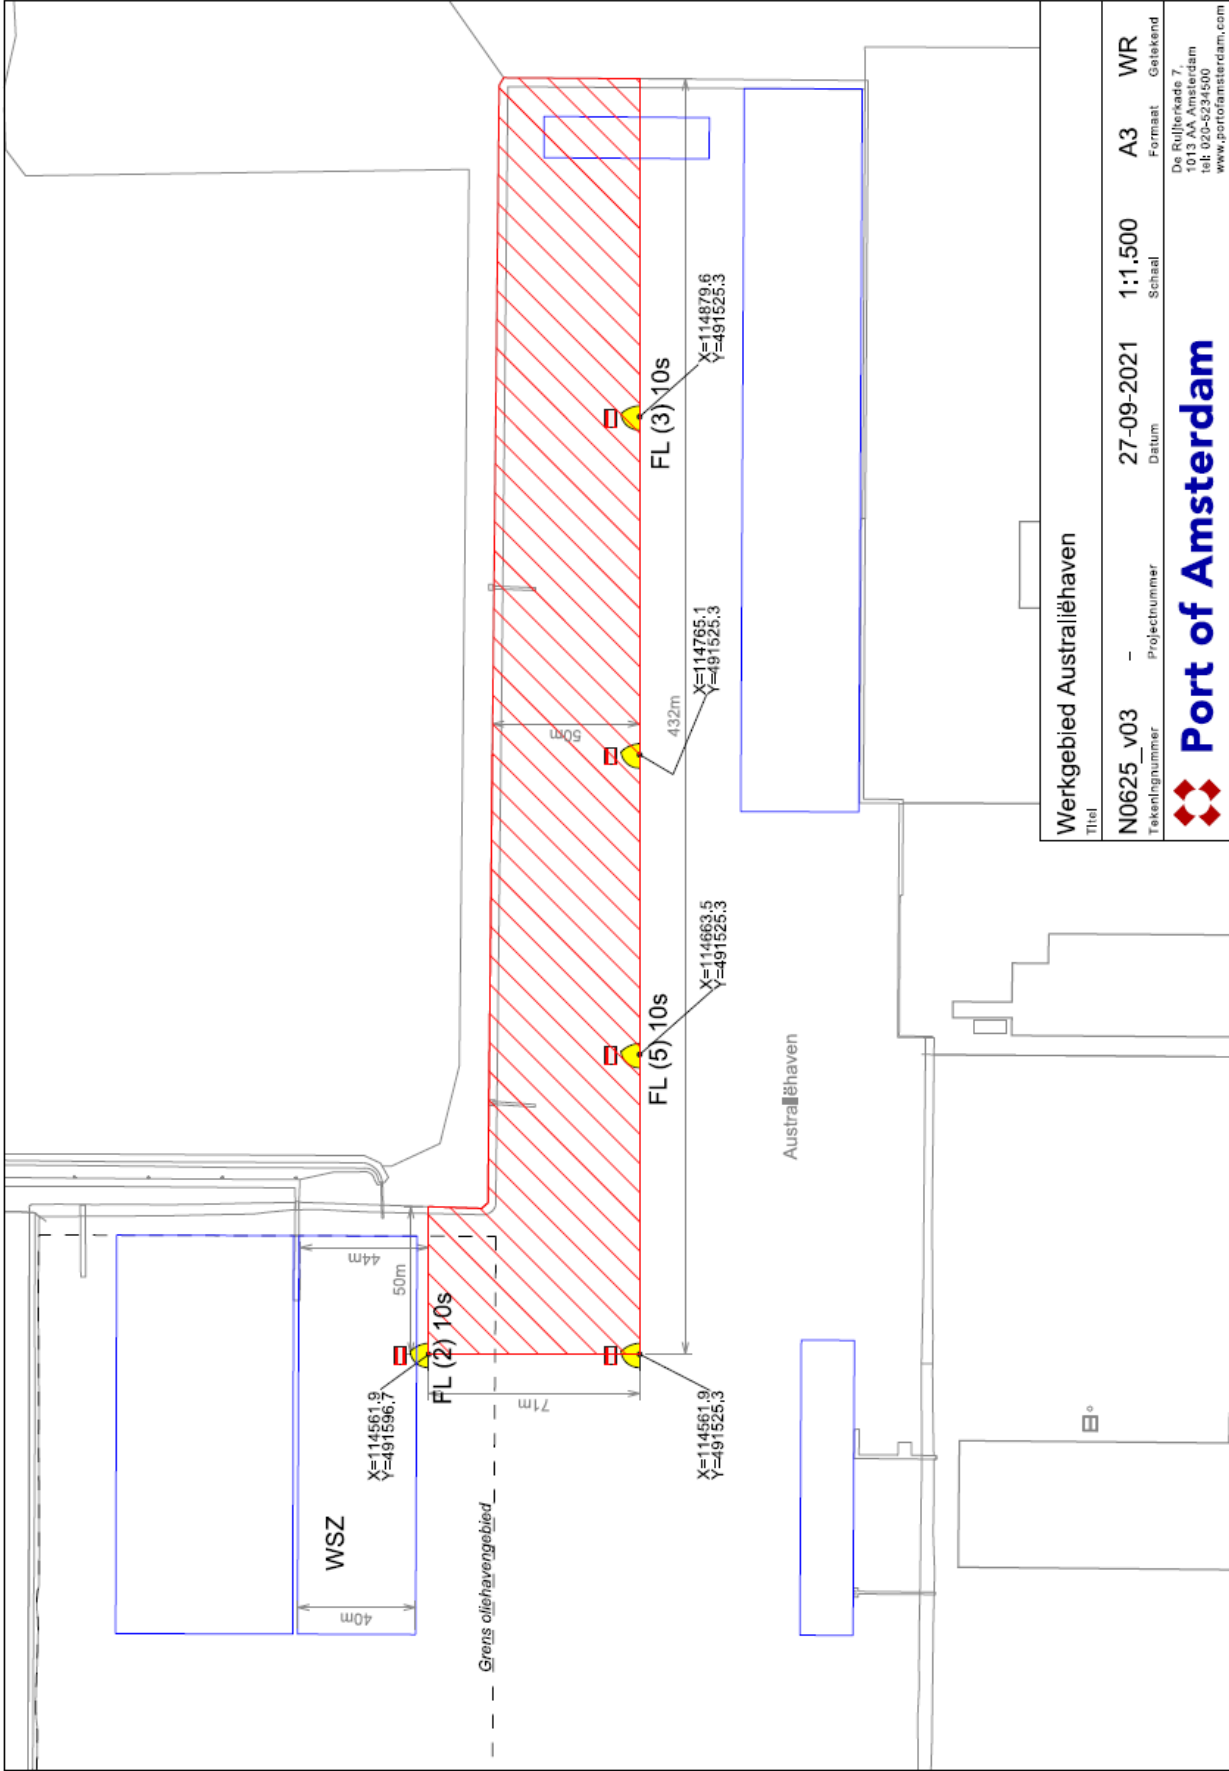 X=114561.9
Y=491596.7
FL (2) 10s
50m
44m
WSZ
40m
71m
Grens oliehavengebied
X=114561.9
Y=491525.3
FL (5) 10s
X=114663.5
Y=491525.3
50m
432m
X=114765.1
Y=491525.3
FL (3) 10s
X=114879.6
Y=491525.3
Australiëhaven
Werkgebied Australiëhaven
Titel
N0625_v03 - 27-09-2021 1:1.500 A3 WR
Tekeningnummer Projectnummer Datum Schaal Formaat Getekend
Port of Amsterdam
De Ruijterkade 7,
1013 AA Amsterdam
tel: 020-5234500
www.portofamsterdam.com